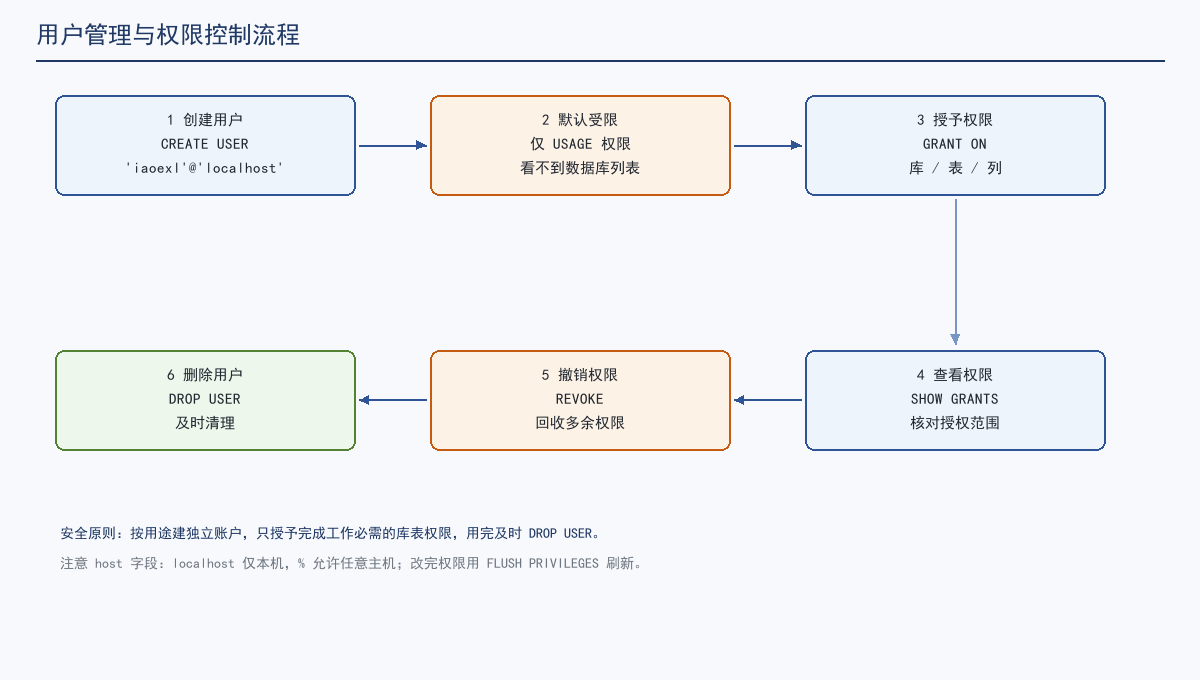 用户管理与权限控制流程
1 创建用户
CREATE USER
'iaoexl'@'localhost'
2 默认受限
仅 USAGE 权限
看不到数据库列表
3 授予权限
GRANT ON
库 / 表 / 列
4 查看权限
SHOW GRANTS
核对授权范围
5 撤销权限
REVOKE
回收多余权限
6 删除用户
DROP USER
及时清理
安全原则：按用途建独立账户，只授予完成工作必需的库表权限，用完及时 DROP USER。
注意 host 字段：localhost 仅本机，% 允许任意主机；改完权限用 FLUSH PRIVILEGES 刷新。